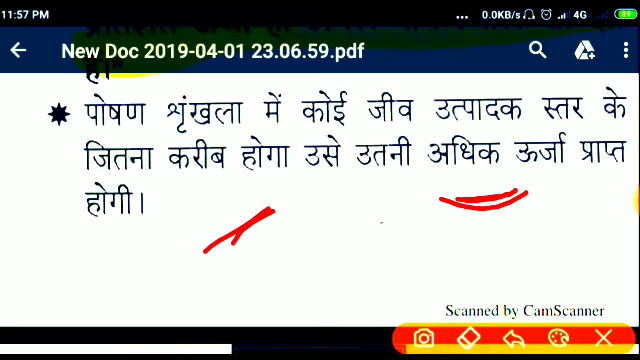 11:57 PM ... 0.0KB/s 4G 89
New Doc 2019-04-01 23.06.59.pdf
है।
पोषण शृंखला में कोई जीव उत्पादक स्तर के
जितना करीब होगा उसे उतनी अधिक ऊर्जा प्राप्त
होगी।
Scanned by CamScanner